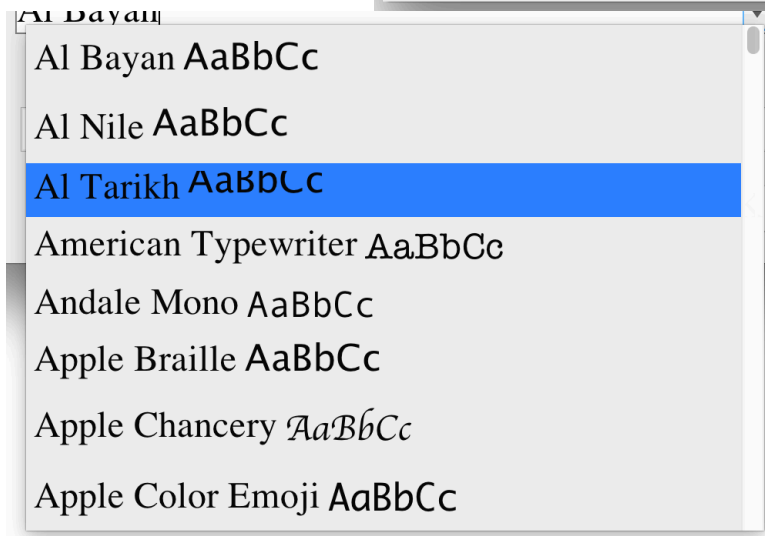 Al Bayan
Al Bayan AaBbCc
Al Nile AaBbCc
Al Tarikh AaBbCc
American Typewriter AaBbCc
Andale Mono AaBbCc
Apple Braille AaBbCc
Apple Chancery AaBbCc
Apple Color Emoji AaBbCc